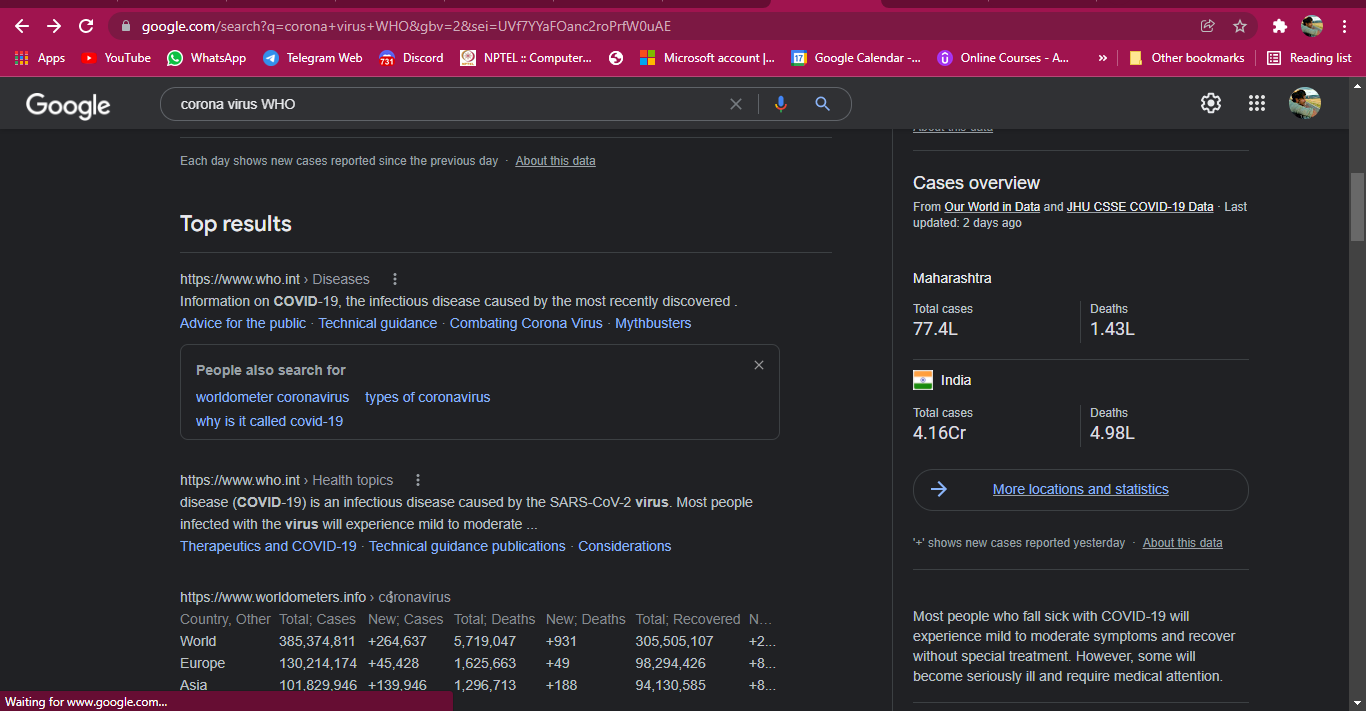 google.com/search?q=corona+virus+WHO&gbv=2&sei=UVf7YYaFOanc2roPrfW0uAE
Apps YouTube WhatsApp Telegram Web 731 Discord NPTEL :: Computer... Microsoft account |... 17 Google Calendar -... Online Courses - A... » Other bookmarks Reading list
Google corona virus WHO
Each day shows new cases reported since the previous day · About this data
Top results
https://www.who.int › Diseases
Information on COVID-19, the infectious disease caused by the most recently discovered .
Advice for the public · Technical guidance · Combating Corona Virus · Mythbusters
People also search for
worldometer coronavirus types of coronavirus
why is it called covid-19
https://www.who.int › Health topics
disease (COVID-19) is an infectious disease caused by the SARS-CoV-2 virus. Most people
infected with the virus will experience mild to moderate ...
Therapeutics and COVID-19 · Technical guidance publications · Considerations
https://www.worldometers.info › coronavirus
Country, Other Total; Cases New; Cases Total; Deaths New; Deaths Total; Recovered N...
World 385,374,811 +264,637 5,719,047 +931 305,505,107 +2...
Europe 130,214,174 +45,428 1,625,663 +49 98,294,426 +8...
Asia 101,829,946 +139,946 1,296,713 +188 94,130,585 +8...
Waiting for www.google.com...
About this data
Cases overview
From Our World in Data and JHU CSSE COVID-19 Data · Last
updated: 2 days ago
Maharashtra
Total cases Deaths
77.4L 1.43L
India
Total cases Deaths
4.16Cr 4.98L
More locations and statistics
'+' shows new cases reported yesterday · About this data
Most people who fall sick with COVID-19 will
experience mild to moderate symptoms and recover
without special treatment. However, some will
become seriously ill and require medical attention.